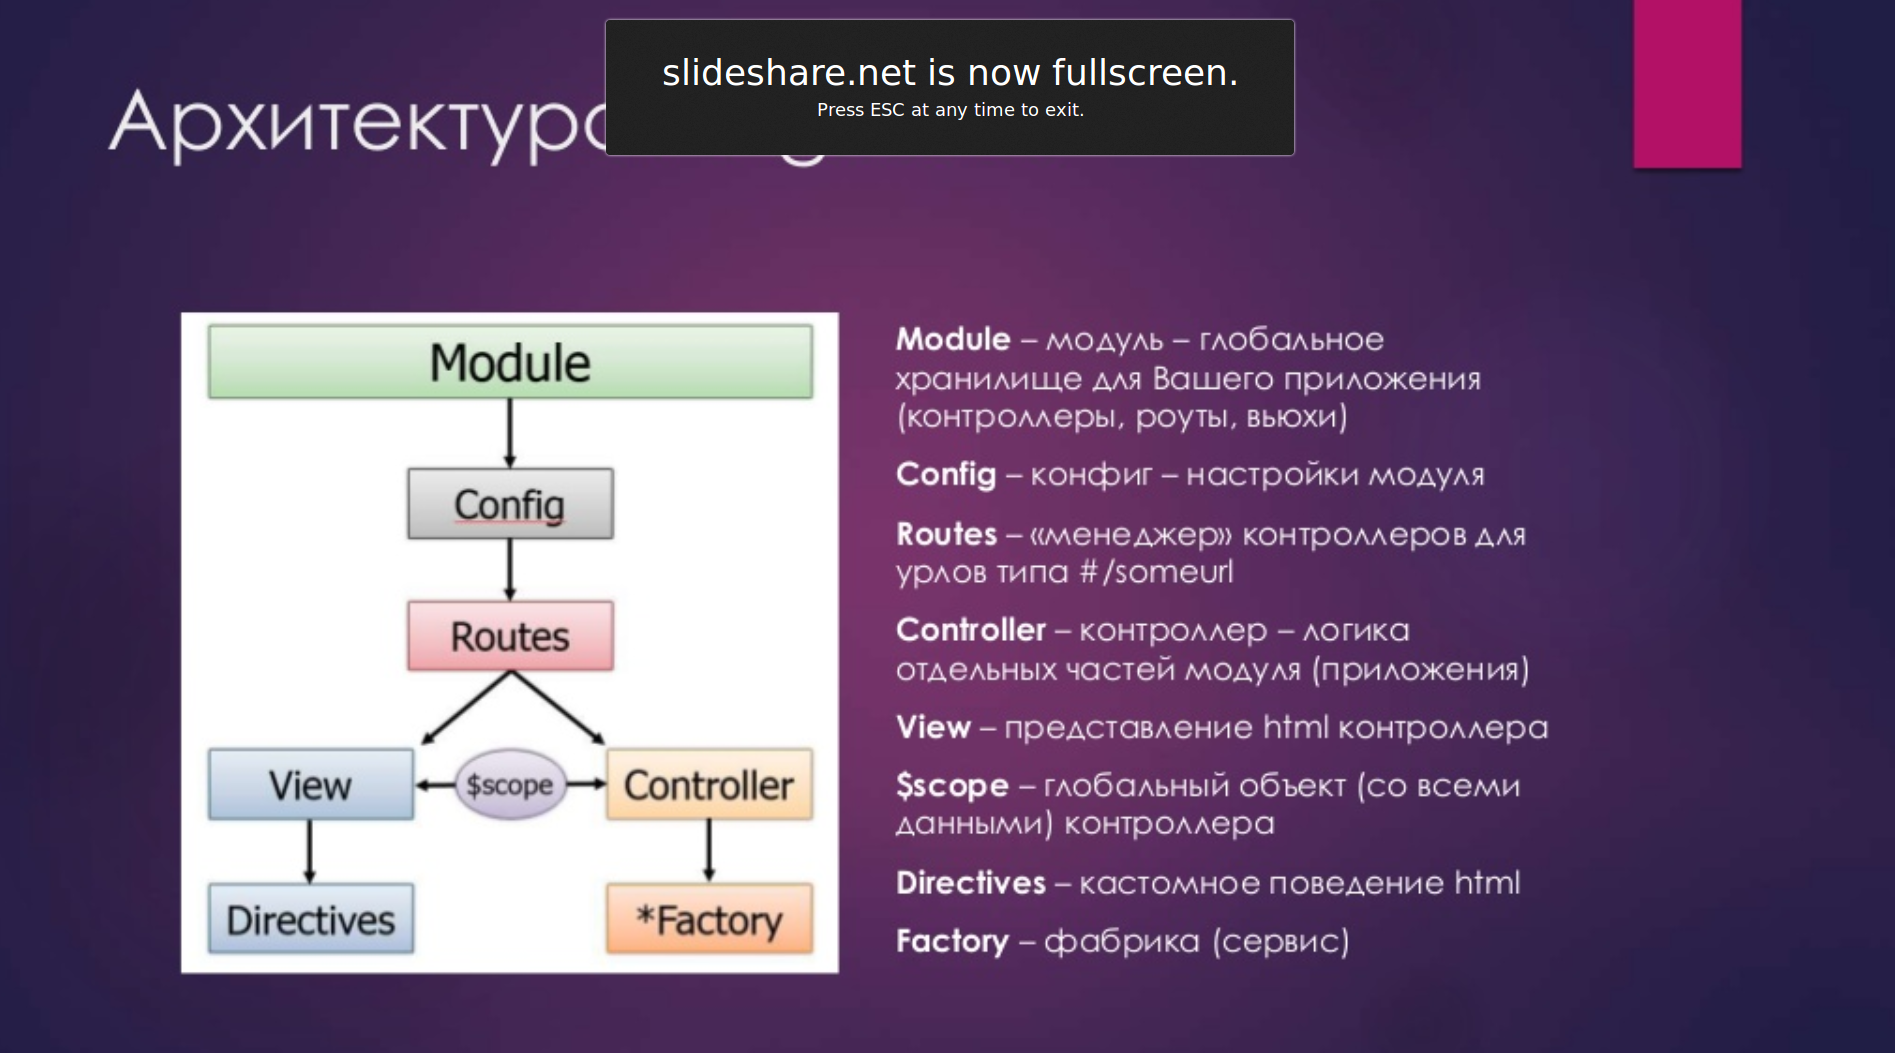 slideshare.net is now fullscreen.
Press ESC at any time to exit.
Module
Config
Routes
View
$scope
Controller
Directives
*Factory
Module – модуль – глобальное
хранилище для Вашего приложения
(контроллеры, роуты, вьюхи)
Config – конфиг – настройки модуля
Routes – «менеджер» контроллеров для
урлов типа #/someurl
Controller – контроллер – логика
отдельных частей модуля (приложения)
View – представление html контроллера
$scope – глобальный объект (со всеми
данными) контроллера
Directives – кастомное поведение html
Factory – фабрика (сервис)